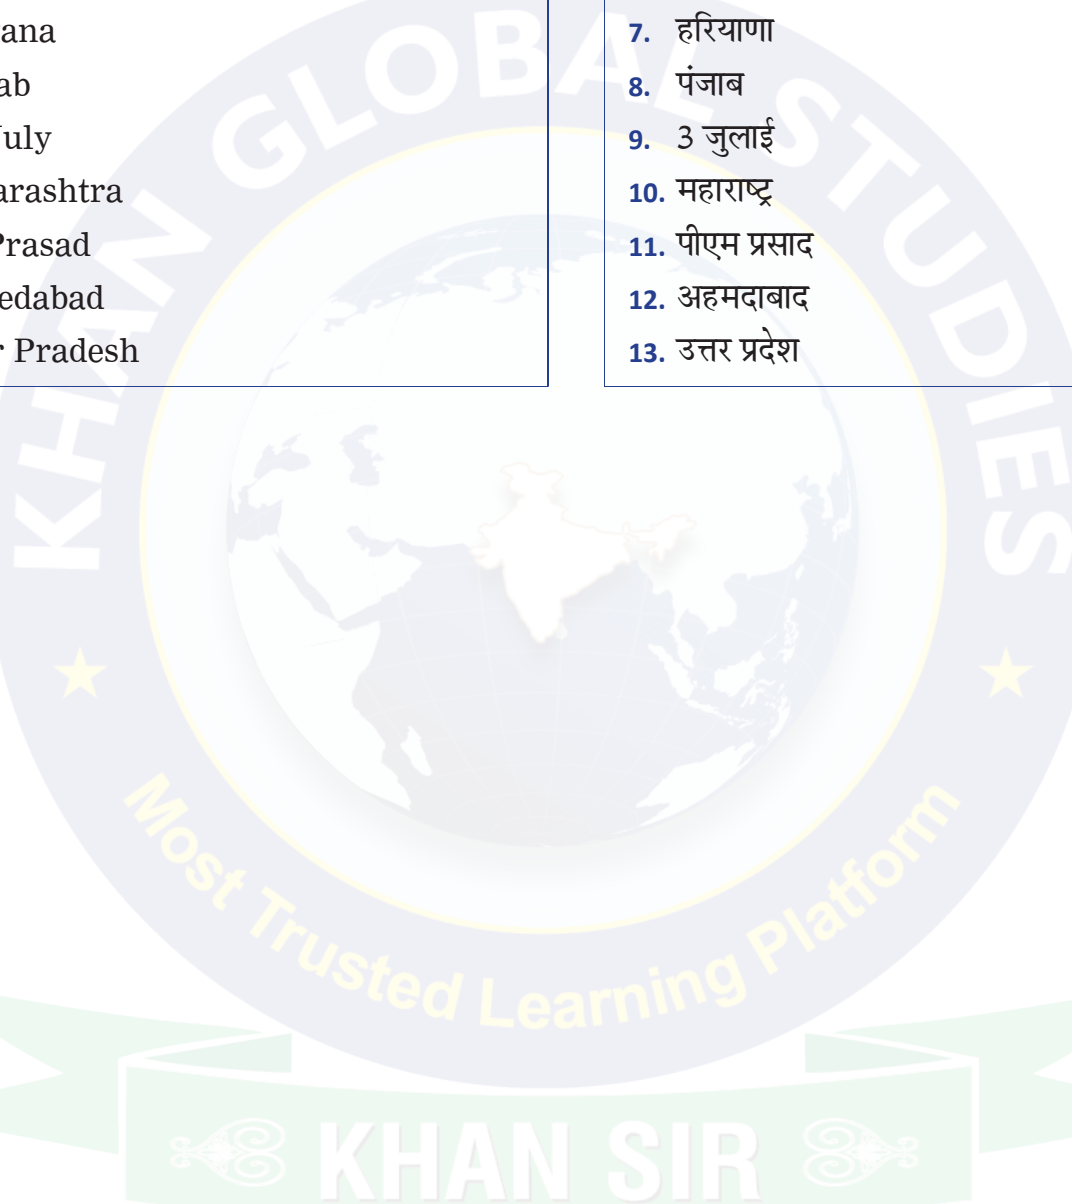 ana
ab
July
arashtra
Prasad
edabad
r Pradesh
7. हरियाणा
8. पंजाब
9. 3 जुलाई
10. महाराष्ट्र
11. पीएम प्रसाद
12. अहमदाबाद
13. उत्तर प्रदेश
KHAN GLOBAL STUDIES
Most Trusted Learning Platform
KHAN SIR